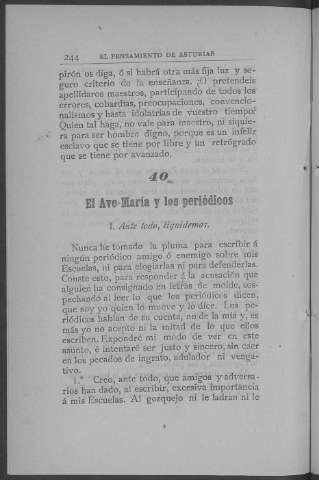 244 EL PENSAMIENTO DE ASTURIAS
pirón os diga, ó si habrá otra más fija luz y se-
guro criterio de la enseñanza. ¿O pretendeis
apellidaros maestros, participando de todos los
errores, cobardias, preocupaciones, convencio-
nalismos y hasta idolatrias de vuestro tiempo?
Quien tal haga, no vale para maestro, ni siquie-
ra para ser hombre digno, porque es un infeliz
esclavo que se tiene por libre y un retrógrado
que se tiene por avanzado.
40
El Ave-María y los periódicos
I. Ante todo, liquidemos.
Nunca he tomado la pluma para escribir á
ningún periódico amigo ó enemigo sobre mis
Escuelas, ni para elogiarlas ni para defenderlas.
Conste esto, para responder á la acusación que
alguien ha consignado en letras de molde, sos-
pechando al leer lo que los periódicos dicen,
que soy yo quien lo mueve y lo dice. Los pe-
riódicos hablan de su cuenta, no de la mía y, es
más yo no acepto ni la mitad de lo que ellos
escriben. Expondré mi modo de ver en este
asunto, é intentaré ser justo y sincero, sin caer
en los pecados de ingrato, adulador ni venga-
tivo.
1.° Creo, ante todo, que amigos y adversa-
rios han dado, al escribir, excesiva importancia
á mis Escuelas. Al gozquejo ni le ladran ni le